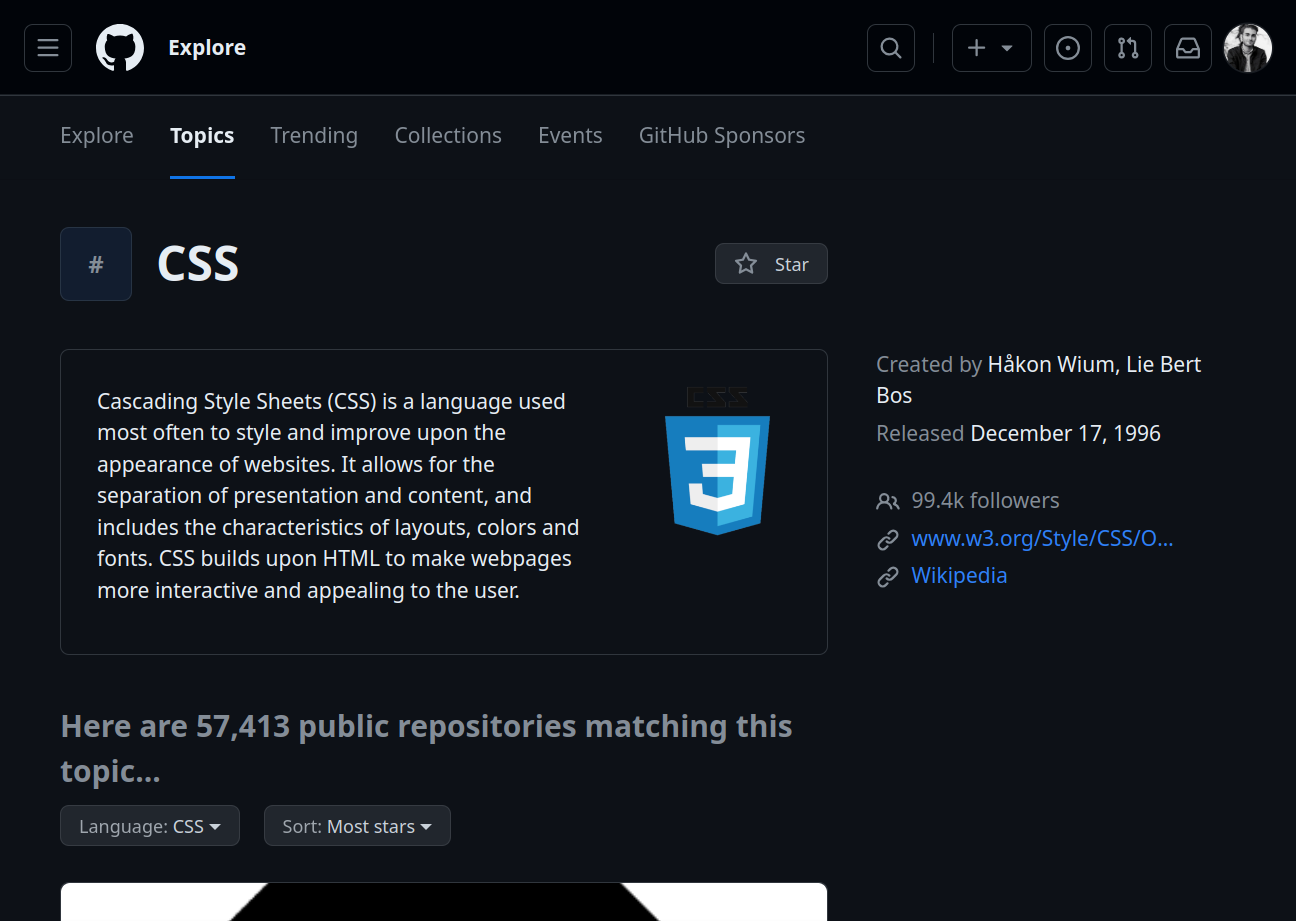 Explore
Explore Topics Trending Collections Events GitHub Sponsors
# CSS
Star
CSS
Cascading Style Sheets (CSS) is a language used
most often to style and improve upon the
appearance of websites. It allows for the
separation of presentation and content, and
includes the characteristics of layouts, colors and
fonts. CSS builds upon HTML to make webpages
more interactive and appealing to the user.
Created by Håkon Wium, Lie Bert
Bos
Released December 17, 1996
99.4k followers
www.w3.org/Style/CSS/O...
Wikipedia
Here are 57,413 public repositories matching this
topic...
Language: CSS
Sort: Most stars